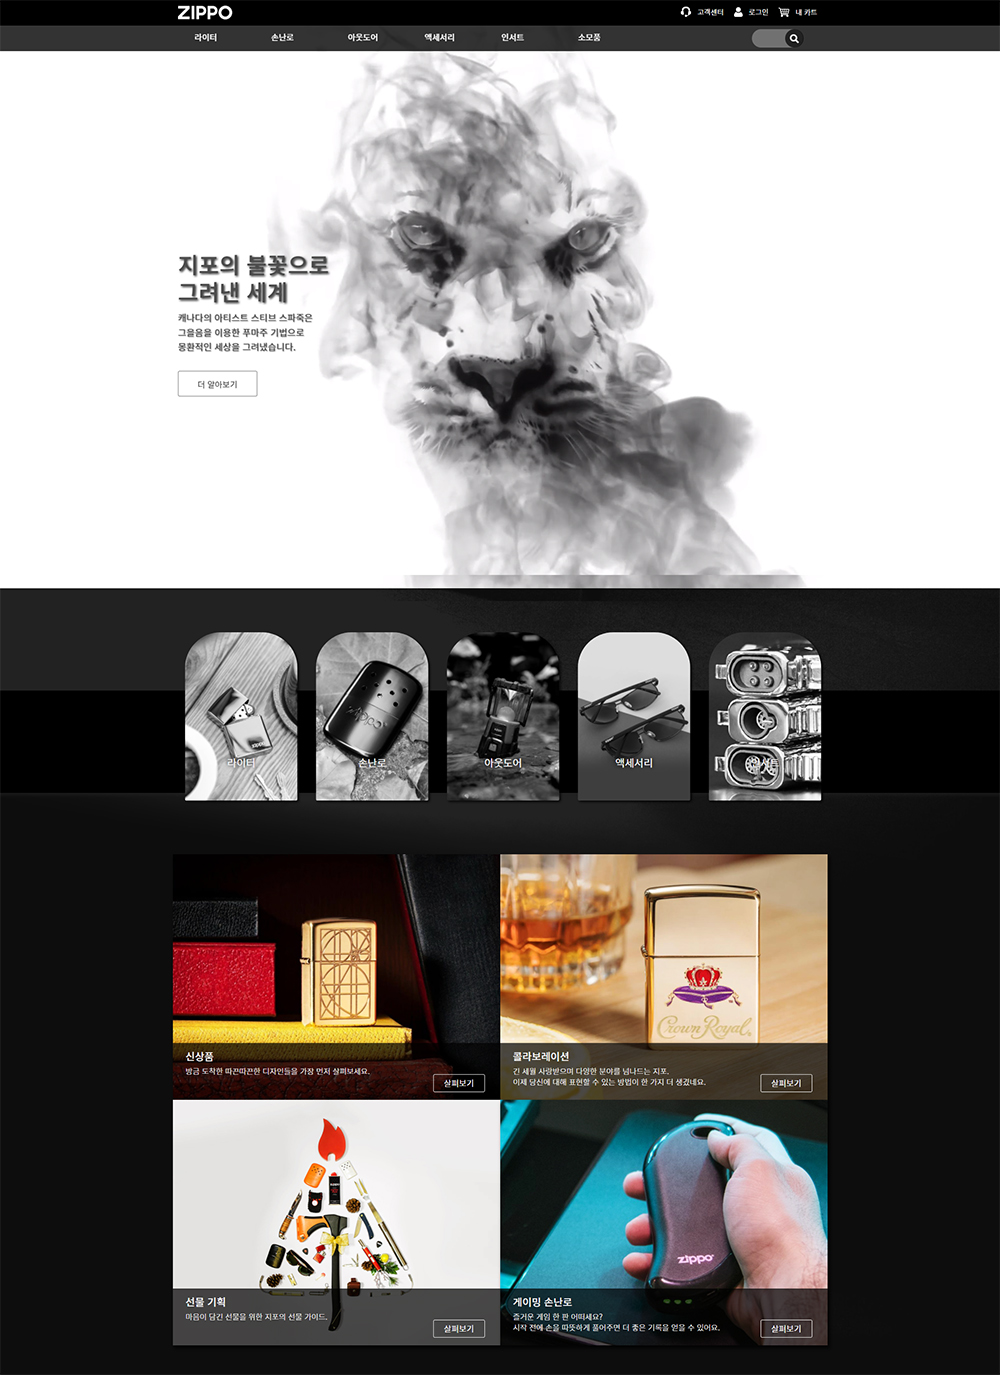 ZIPPO
고객센터 로그인 내 카트
라이터 손난로 아웃도어 액세서리 인서트 소모품
지포의 불꽃으로
그려낸 세계
캐나다의 아티스트 스티브 스파죽은
그을음을 이용한 푸마주 기법으로
몽환적인 세상을 그려냈습니다.
더 알아보기
ZIPPO
라이터 손난로 아웃도어 액세서리 인서트
Crown Royal
신상품
방금 도착한 따끈따끈한 디자인들을 가장 먼저 살펴보세요.
살펴보기
콜라보레이션
긴 세월 사랑받으며 다양한 분야를 넘나드는 지포.
이제 당신에 대해 표현할 수 있는 방법이 한 가지 더 생겼네요.
살펴보기
선물 기획
마음이 담긴 선물을 위한 지포의 선물 가이드.
살펴보기
zippo
게이밍 손난로
즐거운 게임 한 판 어떠세요?
시작 전에 손을 따뜻하게 풀어주면 더 좋은 기록을 얻을 수 있어요.
살펴보기